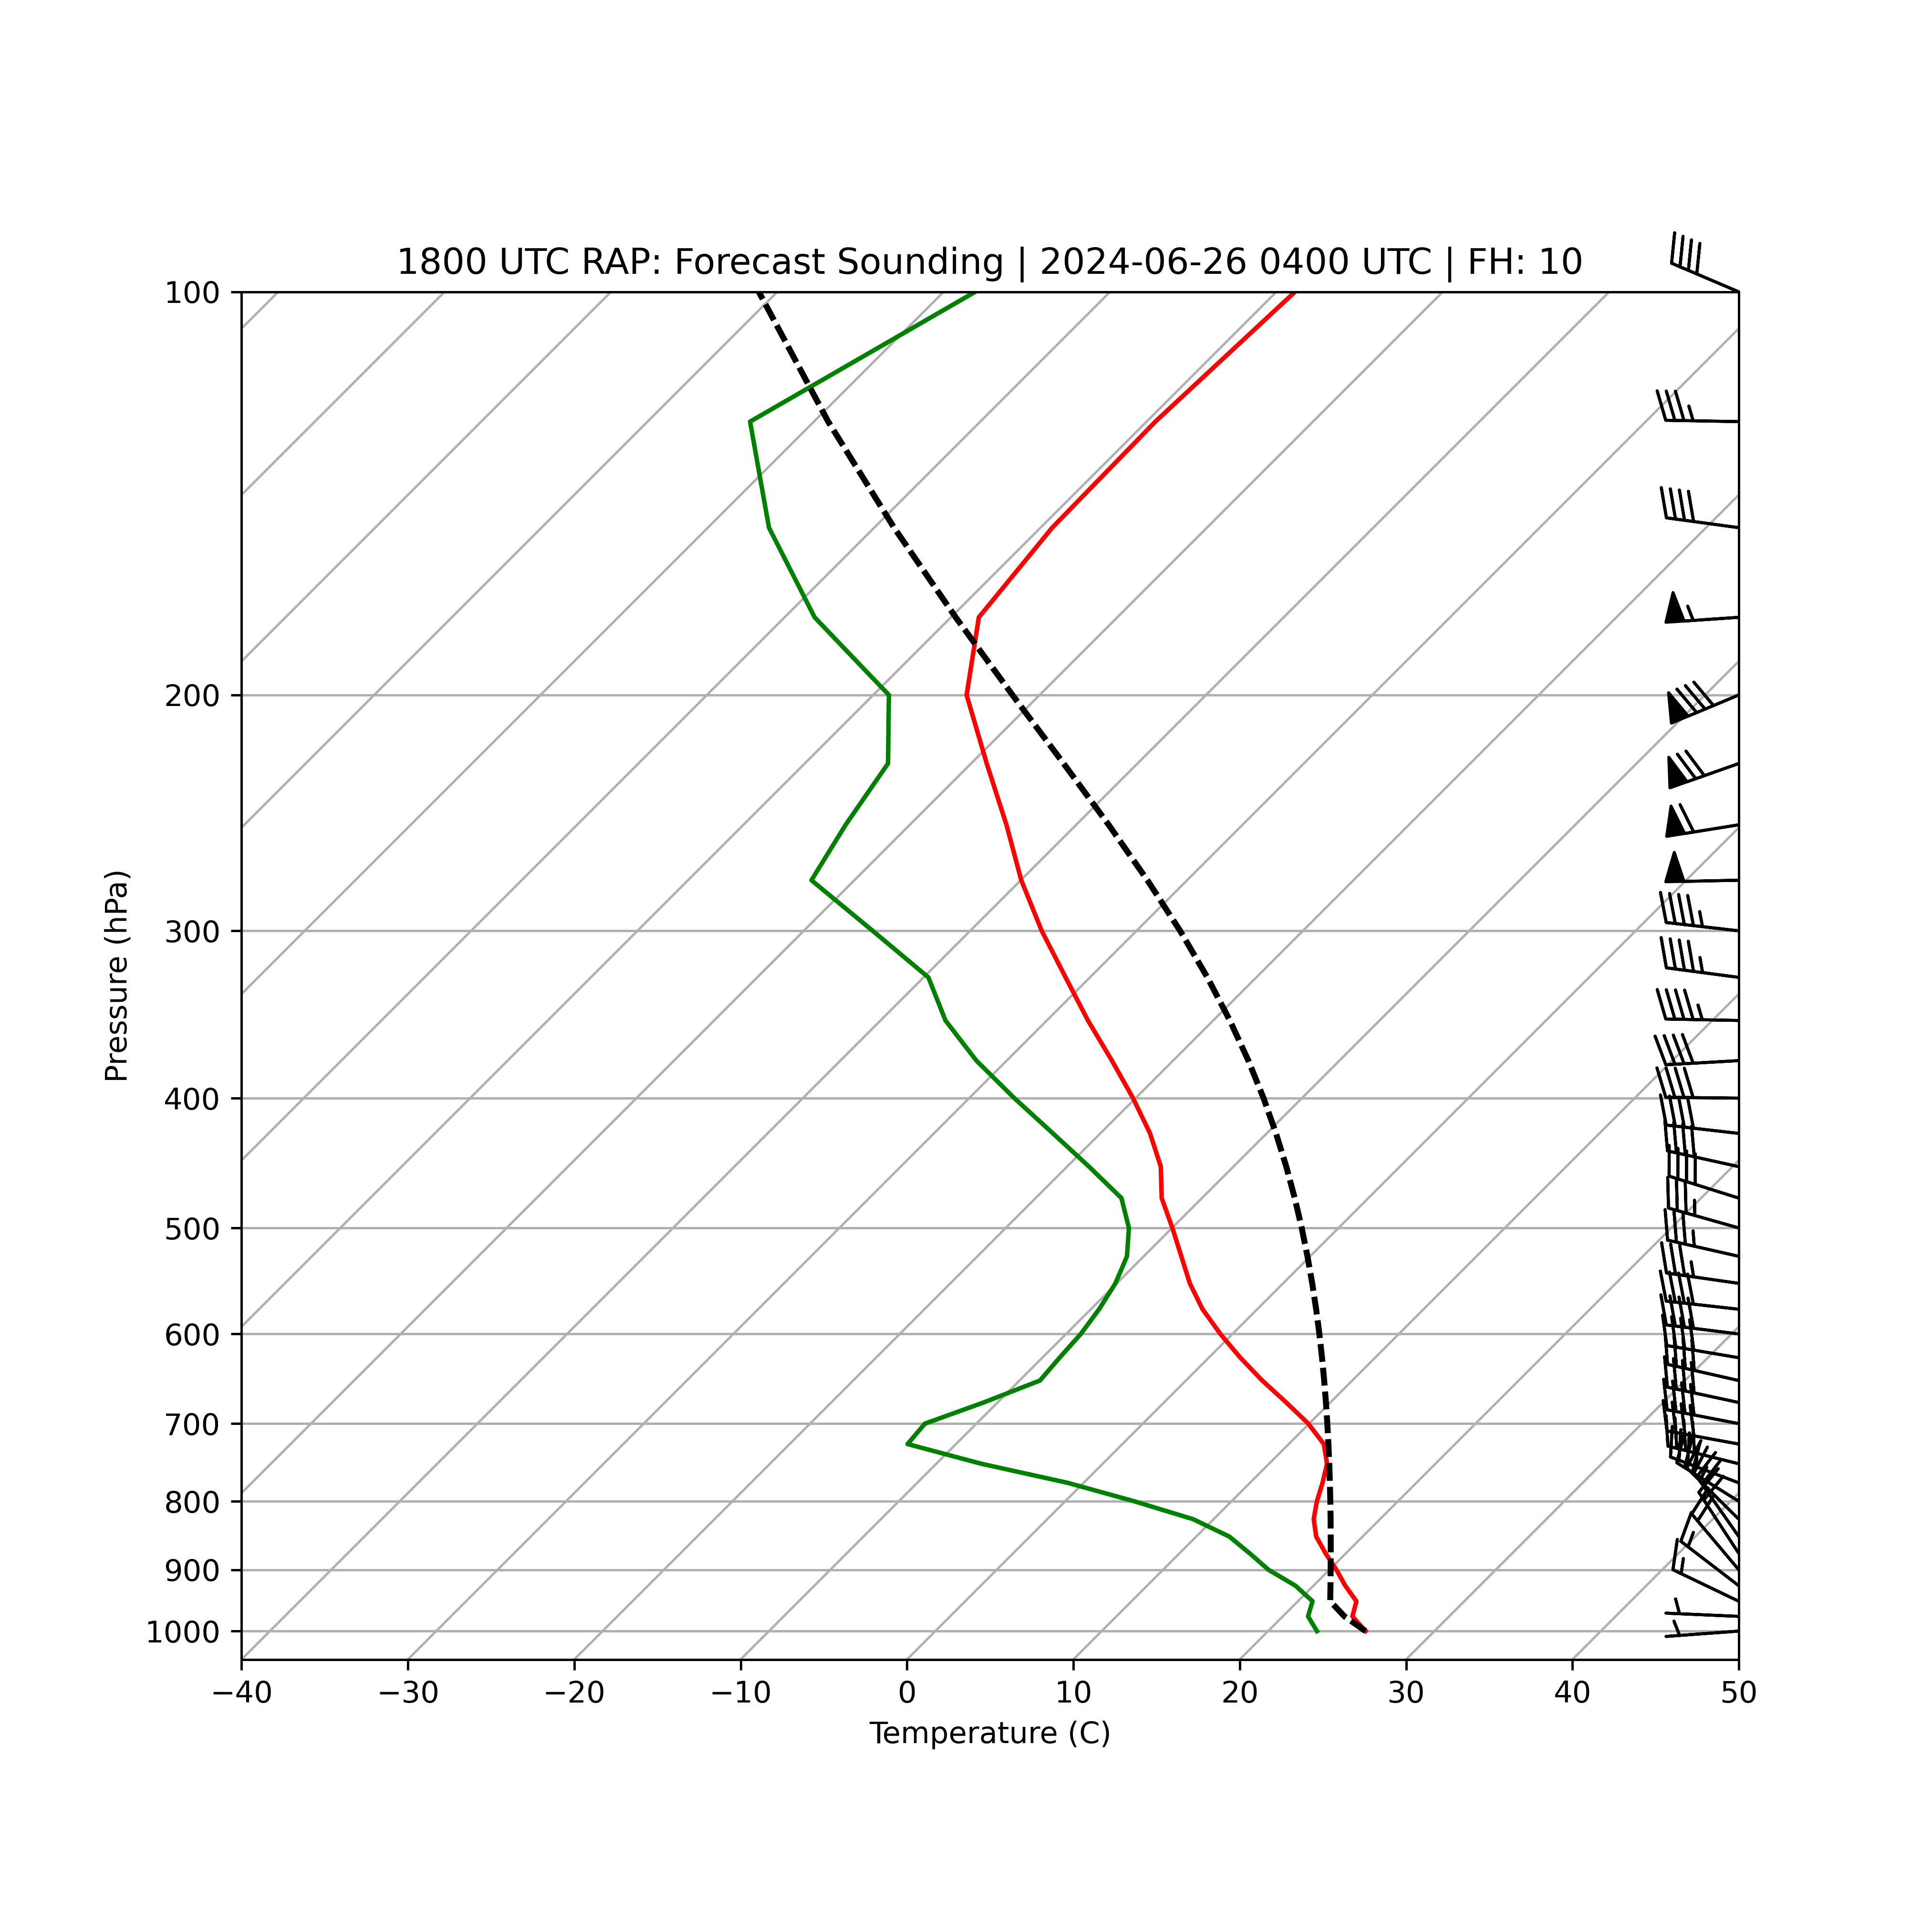 1800 UTC RAP: Forecast Sounding | 2024-06-26 0400 UTC | FH: 10
100
200
300
400
500
600
700
800
900
1000
Pressure (hPa)
−40 −30 −20 −10 0 10 20 30 40 50
Temperature (C)